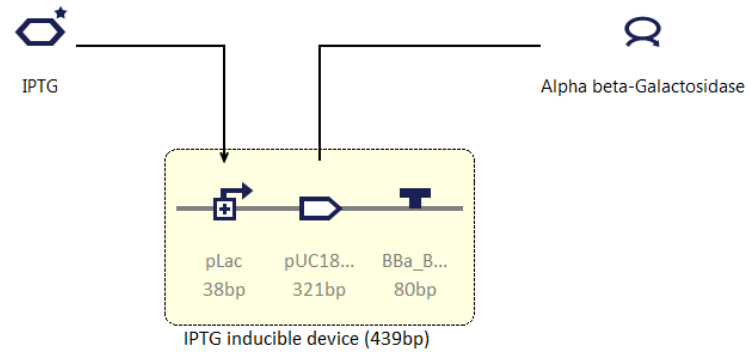 IPTG
Alpha beta-Galactosidase
pLac
pUC18...
BBa_B...
38bp
321bp
80bp
IPTG inducible device (439bp)